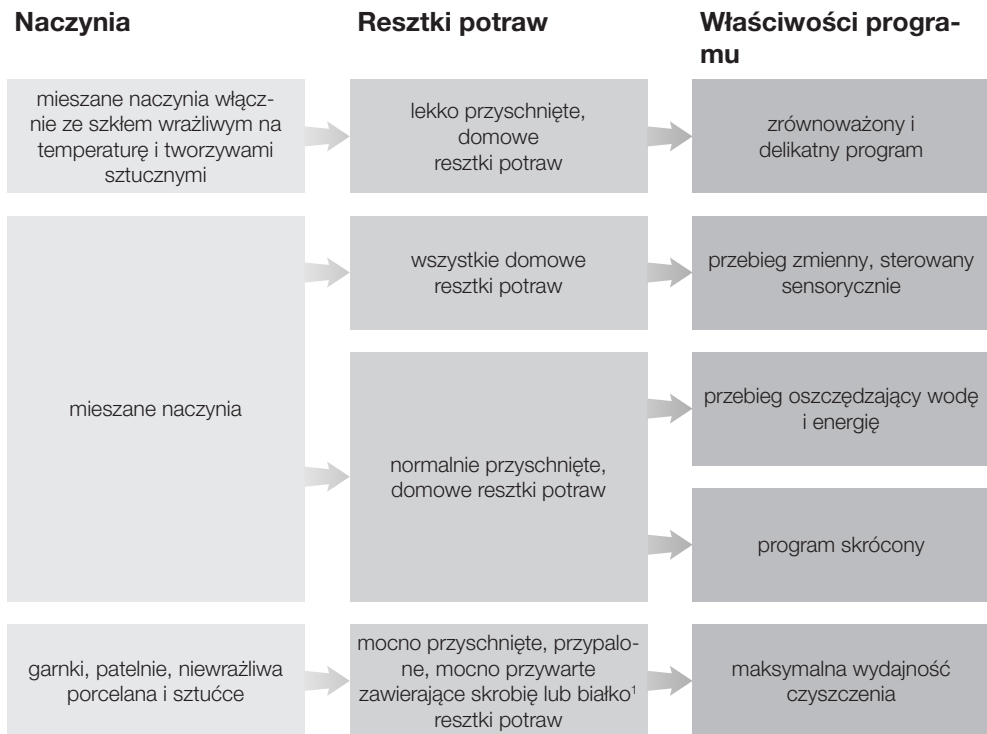 Naczynia
Resztki potraw
Właściwości progra-
mu
mieszane naczynia włącz-
nie ze szkłem wrażliwym na
temperaturę i tworzywami
sztucznymi
lekko przyschnięte,
domowe
resztki potraw
zrównoważony i
delikatny program
mieszane naczynia
wszystkie domowe
resztki potraw
przebieg zmienny, sterowany
sensorycznie
normalnie przyschnięte,
domowe resztki potraw
przebieg oszczędzający wodę
i energię
program skrócony
garnki, patelnie, niewrażliwa
porcelana i sztućce
mocno przyschnięte, przypalo-
ne, mocno przywarte
zawierające skrobię lub białko¹
resztki potraw
maksymalna wydajność
czyszczenia